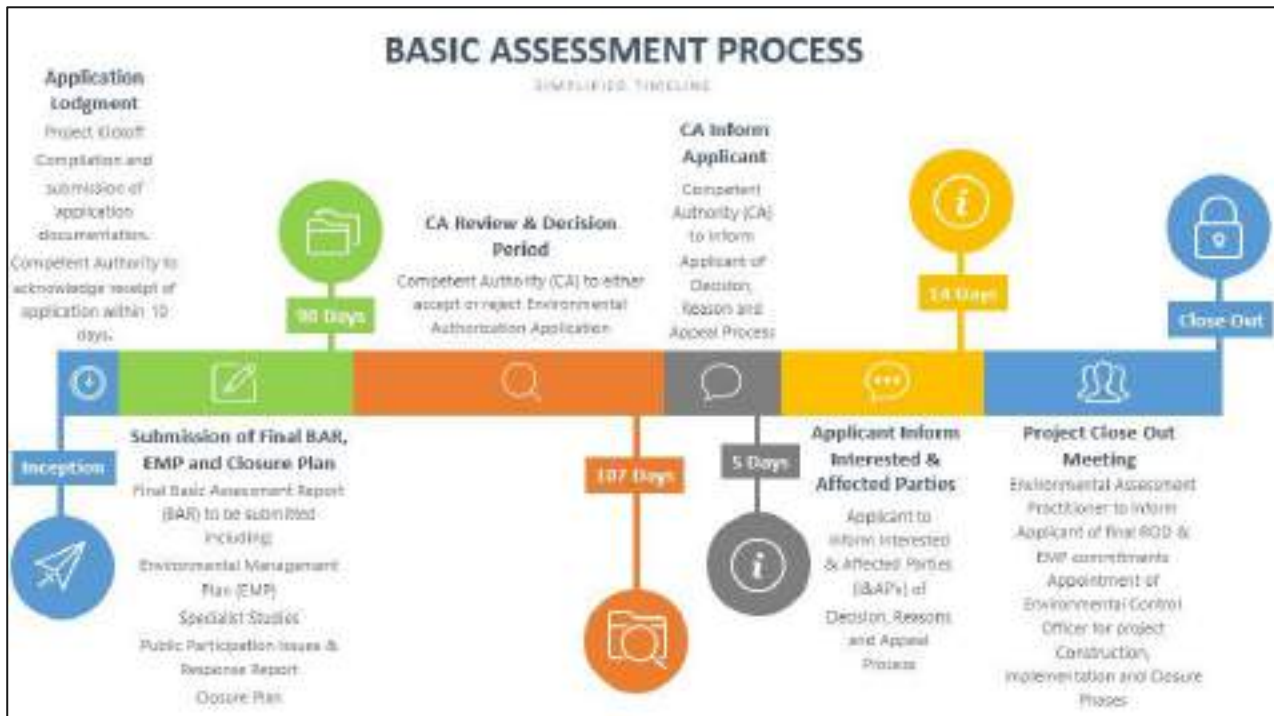 BASIC ASSESSMENT PROCESS
SIMPLIFIED TIMELINE
Application
Lodgment
Project Kickoff
Compilation and
submission of
application
documentation.
Competent Authority to
acknowledge receipt of
application within 10
days.
90 Days
CA Review & Decision
Period
Competent Authority (CA) to either
accept or reject Environmental
Authorization Application
CA Inform
Applicant
Competent
Authority (CA)
to inform
Applicant of
Decision,
Reason and
Appeal Process
14 Days
Close Out
Inception
Submission of Final BAR,
EMP and Closure Plan
Final Basic Assessment Report
(BAR) to be submitted
including:
Environmental Management
Plan (EMP)
Specialist Studies
Public Participation Issues &
Response Report
Closure Plan
107 Days
5 Days
Applicant Inform
Interested &
Affected Parties
Applicant to
inform Interested
& Affected Parties
(I&AP's) of
Decision, Reasons
and Appeal
Process
Project Close Out
Meeting
Environmental Assessment
Practitioner to inform
Applicant of final ROD &
EMP commitments
Appointment of
Environmental Control
Officer for project
Construction,
Implementation and Closure
Phases